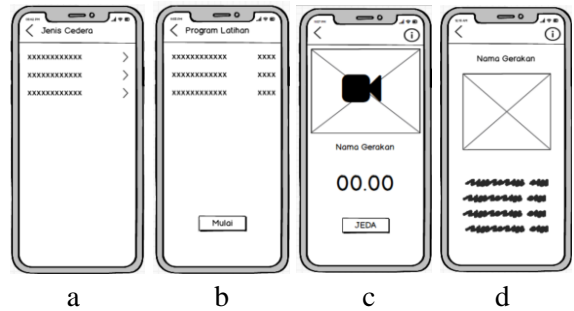 Jenis Cedera
XXXXXXXXXXXX
XXXXXXXXXXXX
XXXXXXXXXXXX
Program Latihan
XXXXXXXXXXXX XXXX
XXXXXXXXXXXX XXXX
XXXXXXXXXXXX XXXX
Mulai
Nama Gerakan
00.00
JEDA
Nama Gerakan
a b c d